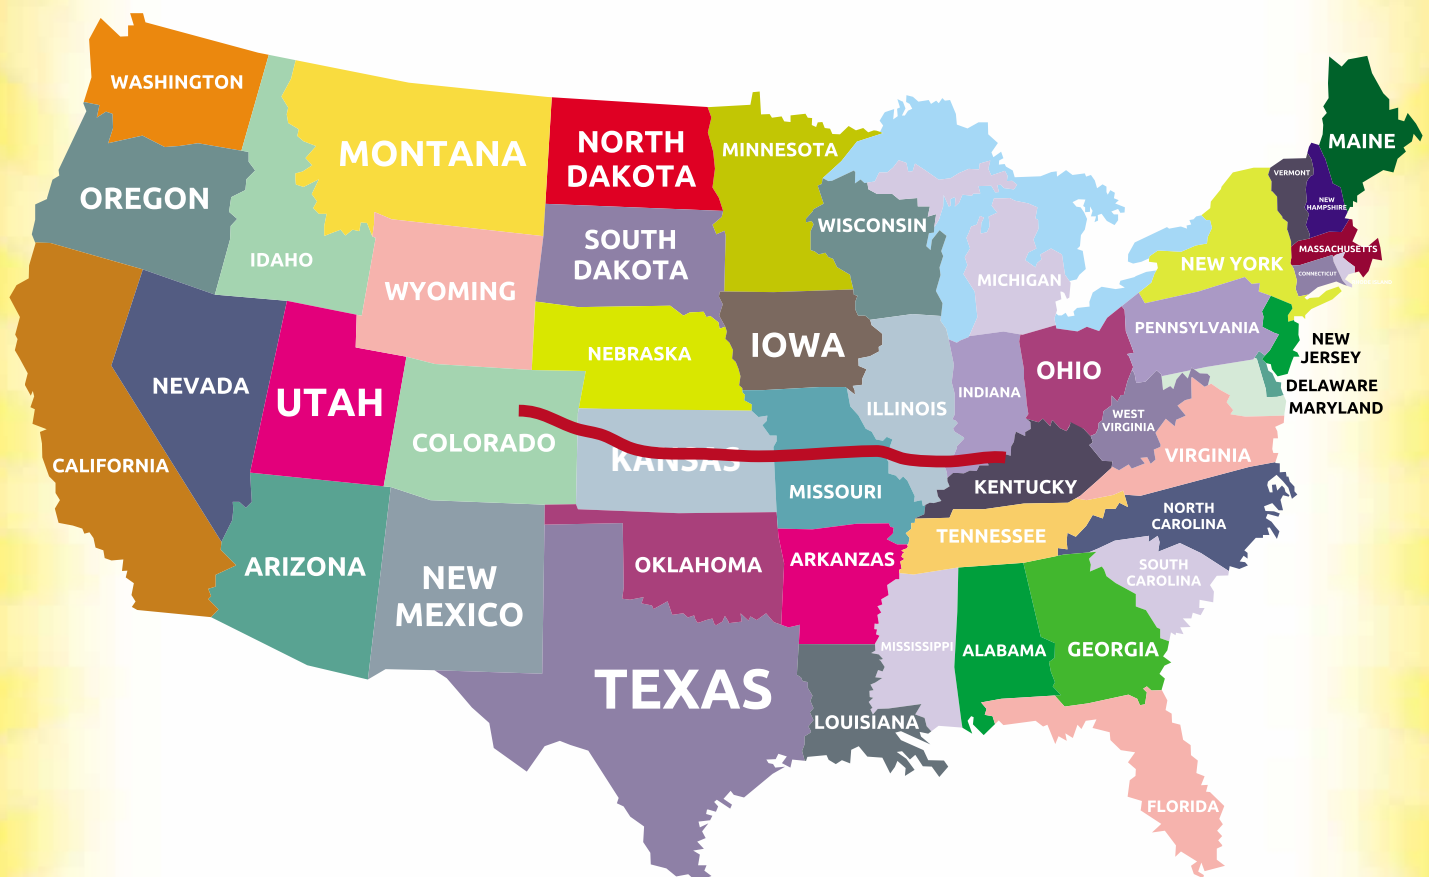 WASHINGTON
OREGON
IDAHO
MONTANA
NORTH
DAKOTA
SOUTH
DAKOTA
MINNESOTA
WISCONSIN
MICHIGAN
MAINE
VERMONT
NEW
HAMPSHIRE
MASSACHUSETTS
CONNECTICUT
NEW YORK
PENNSYLVANIA
NEW
JERSEY
DELAWARE
MARYLAND
WYOMING
NEBRASKA
IOWA
ILLINOIS
INDIANA
OHIO
WEST
VIRGINIA
VIRGINIA
CALIFORNIA
NEVADA
UTAH
COLORADO
KANSAS
MISSOURI
KENTUCKY
TENNESSEE
NORTH
CAROLINA
SOUTH
CAROLINA
ARIZONA
NEW
MEXICO
OKLAHOMA
ARKANZAS
TEXAS
LOUISIANA
MISSISSIPPI
ALABAMA
GEORGIA
FLORIDA